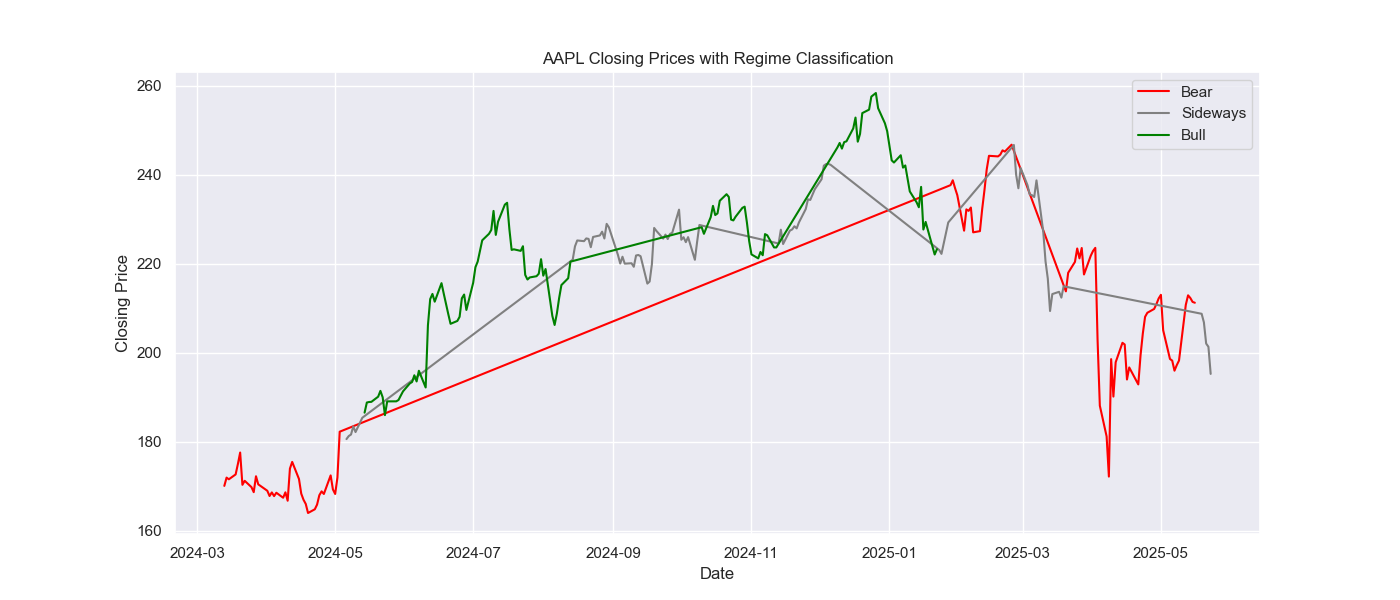 AAPL Closing Prices with Regime Classification
260
240
220
200
180
160
Closing Price
Bear
Sideways
Bull
2024-03 2024-05 2024-07 2024-09 2024-11 2025-01 2025-03 2025-05
Date